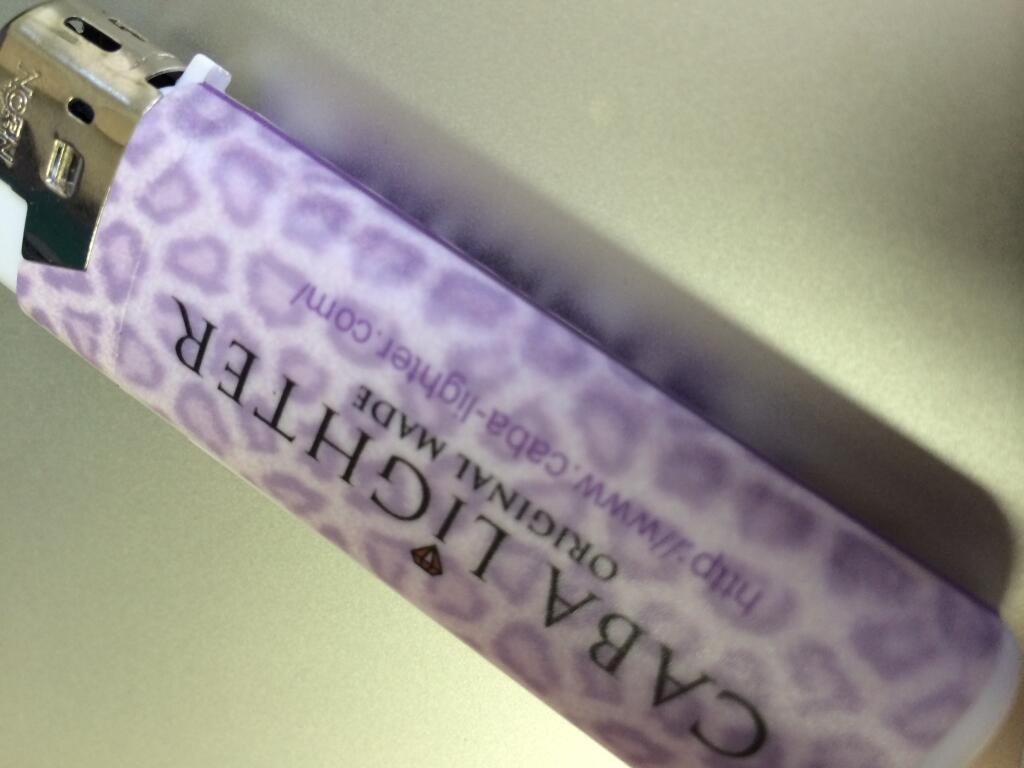 CABA LIGHTER
ORIGINAL MADE
http://www.caba-lighter.com/